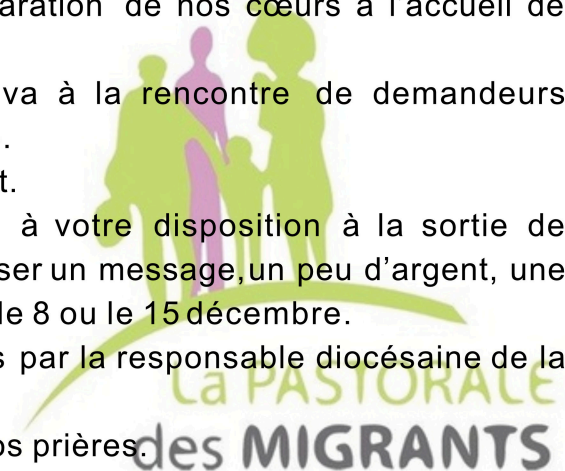 aration de nos cœurs à l'accueil de
va à la rencontre de demandeurs
.
t.
à votre disposition à la sortie de
ser un message, un peu d'argent, une
le 8 ou le 15 décembre.
s par la responsable diocésaine de la
La PASTORALE
os prières.
des MIGRANTS